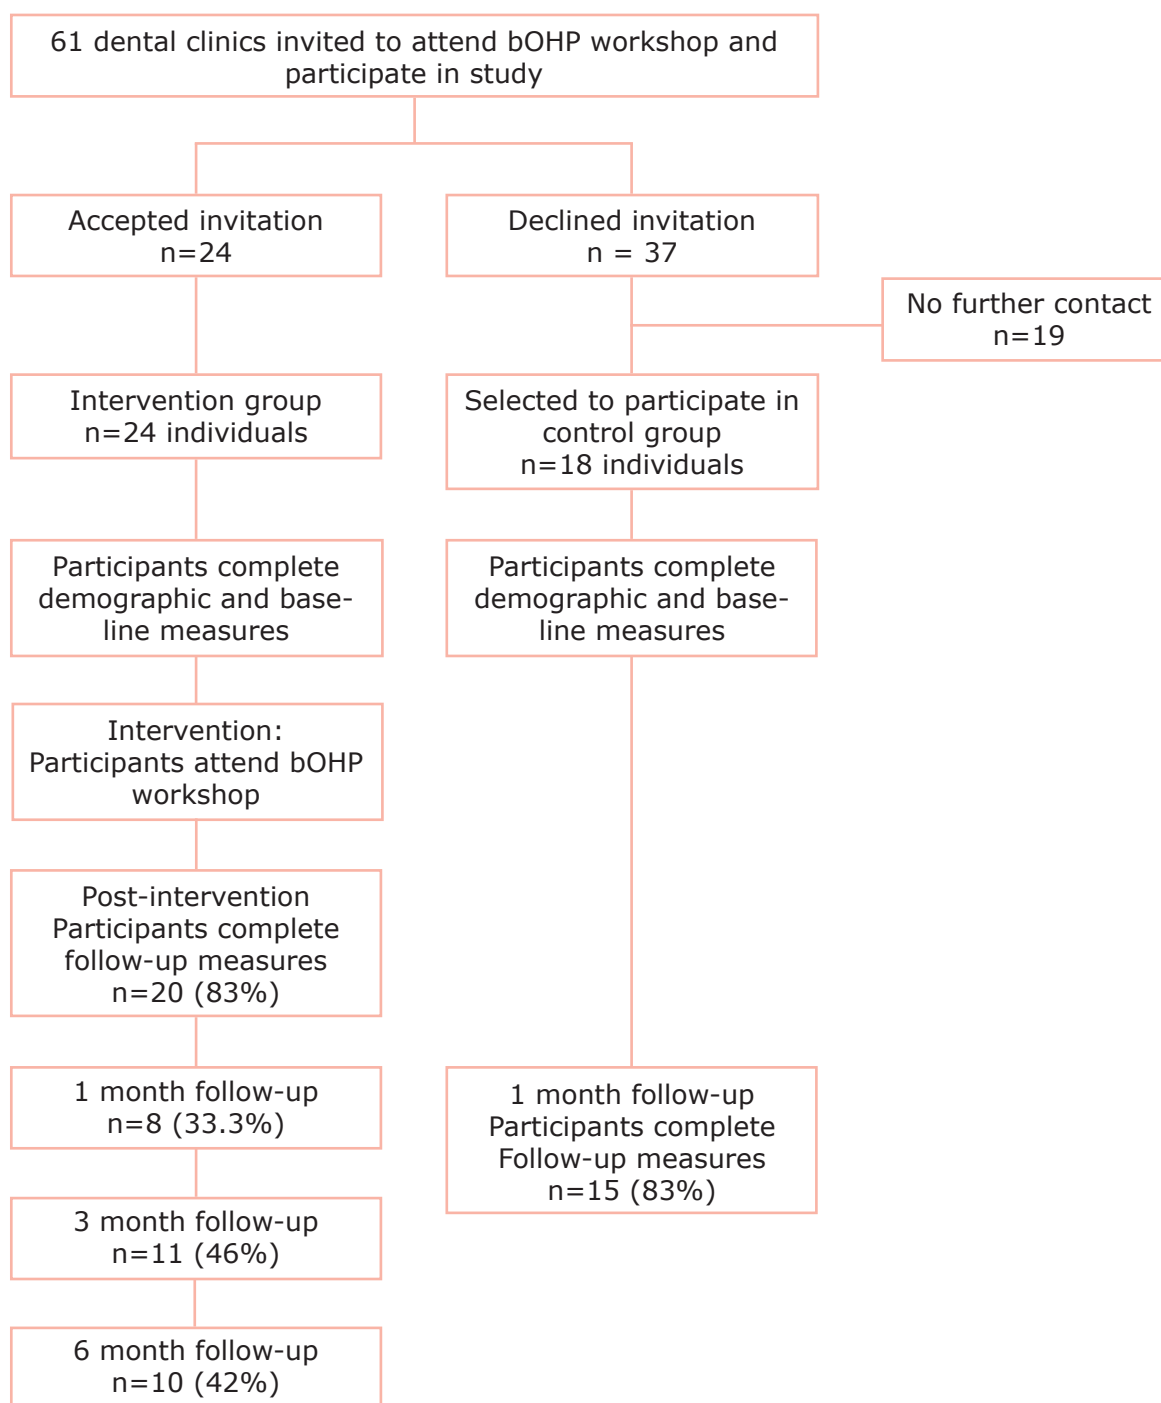 61 dental clinics invited to attend bOHP workshop and
participate in study
Accepted invitation
n=24
Declined invitation
n = 37
No further contact
n=19
Intervention group
n=24 individuals
Selected to participate in
control group
n=18 individuals
Participants complete
demographic and base-
line measures
Participants complete
demographic and base-
line measures
Intervention:
Participants attend bOHP
workshop
Post-intervention
Participants complete
follow-up measures
n=20 (83%)
1 month follow-up
n=8 (33.3%)
1 month follow-up
Participants complete
Follow-up measures
n=15 (83%)
3 month follow-up
n=11 (46%)
6 month follow-up
n=10 (42%)